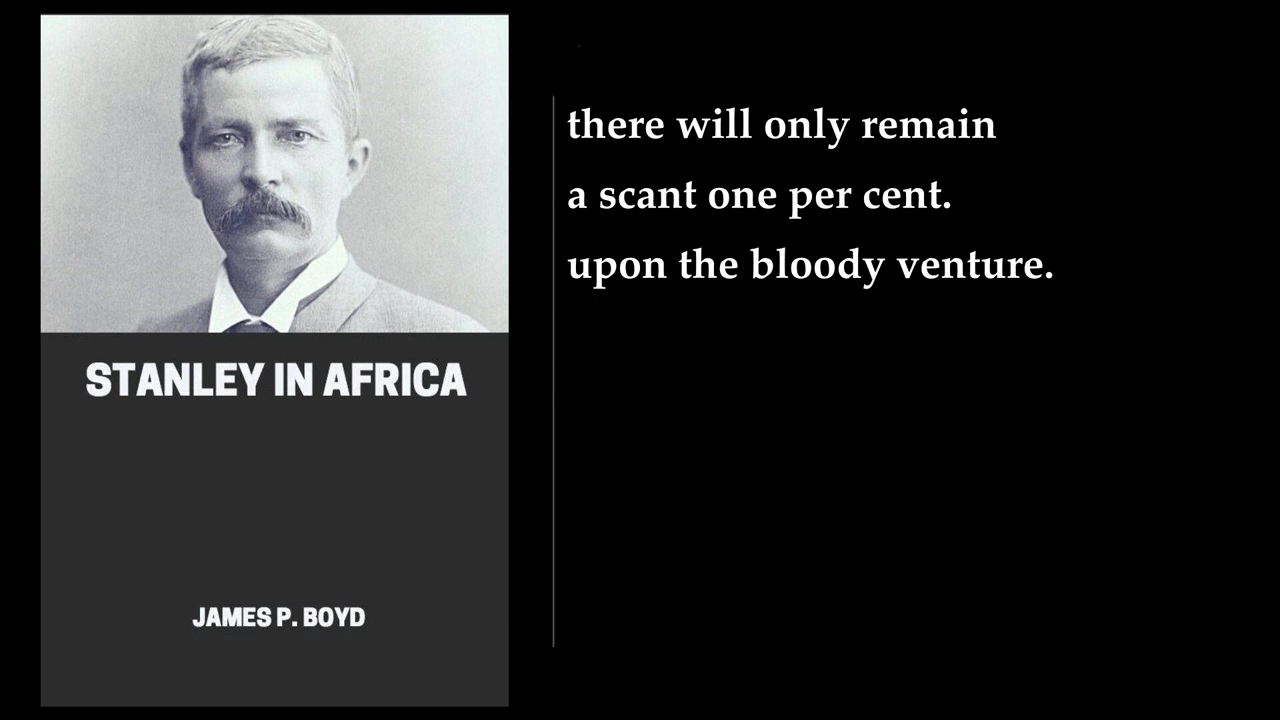 STANLEY IN AFRICA
JAMES P. BOYD
there will only remain
a scant one per cent.
upon the bloody venture.